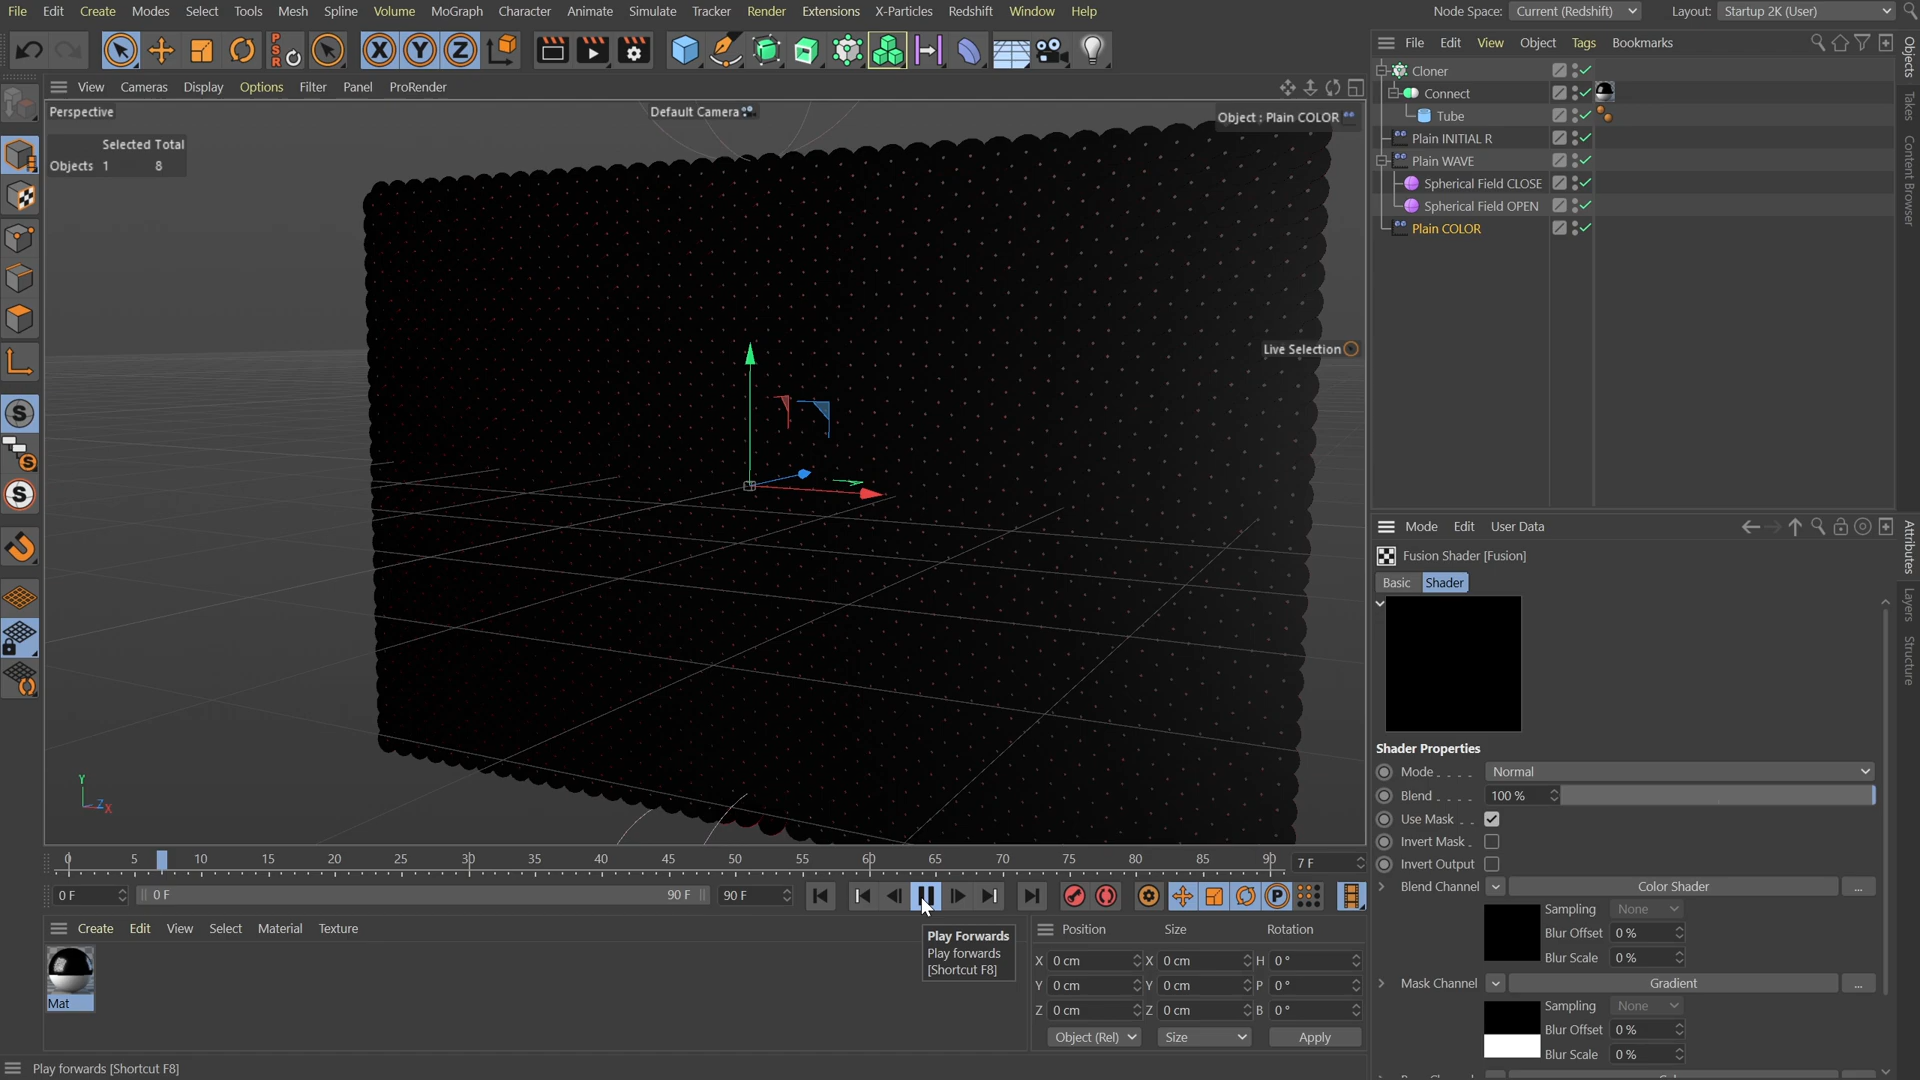 File Edit Create Modes Select Tools Mesh Spline Volume MoGraph Character Animate Simulate Tracker Render Extensions X-Particles Redshift Window Help Node Space: Current (Redshift) Layout: Startup 2K (User)
PSR X Y Z
File Edit View Object Tags Bookmarks
View Cameras Display Options Filter Panel ProRender
Perspective Default Camera Object : Plain COLOR
Selected Total
Objects 1 8
Live Selection
Cloner
Connect
Tube
Plain INITIAL R
Plain WAVE
Spherical Field CLOSE
Spherical Field OPEN
Plain COLOR
Objects
Takes
Content Browser
Mode Edit User Data
Fusion Shader [Fusion]
Basic Shader
Attributes
Layers
Structure
Shader Properties
Mode. . . . Normal
Blend . . . . 100 %
Use Mask . .
Invert Mask .
Invert Output
Blend Channel Color Shader ...
Sampling None
Blur Offset 0 %
Blur Scale 0 %
Mask Channel Gradient ...
Sampling None
Blur Offset 0 %
Blur Scale 0 %
S
S
S
Y
Z X
0 5 10 15 20 25 30 35 40 45 50 55 60 65 70 75 80 85 90 7 F
0 F 0 F 90 F 90 F P
Create Edit View Select Material Texture
Mat
Play Forwards
Play forwards
[Shortcut F8]
Position Size Rotation
X 0 cm X 0 cm H 0 °
Y 0 cm Y 0 cm P 0 °
Z 0 cm Z 0 cm B 0 °
Object (Rel) Size Apply
Play forwards [Shortcut F8]